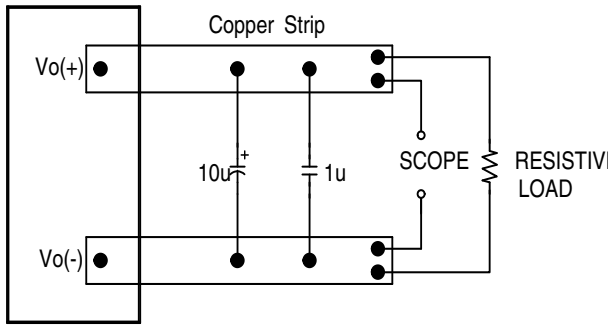 Copper Strip
Vo(+)
+
10u
1u
SCOPE
RESISTIVE
LOAD
Vo(-)